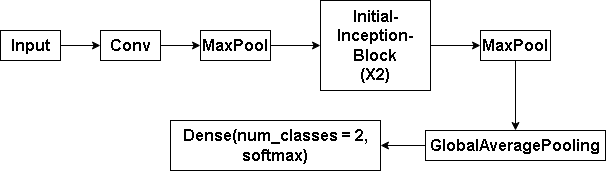 Input
Conv
MaxPool
Initial-
Inception-
Block
(X2)
MaxPool
GlobalAveragePooling
Dense(num_classes = 2,
softmax)